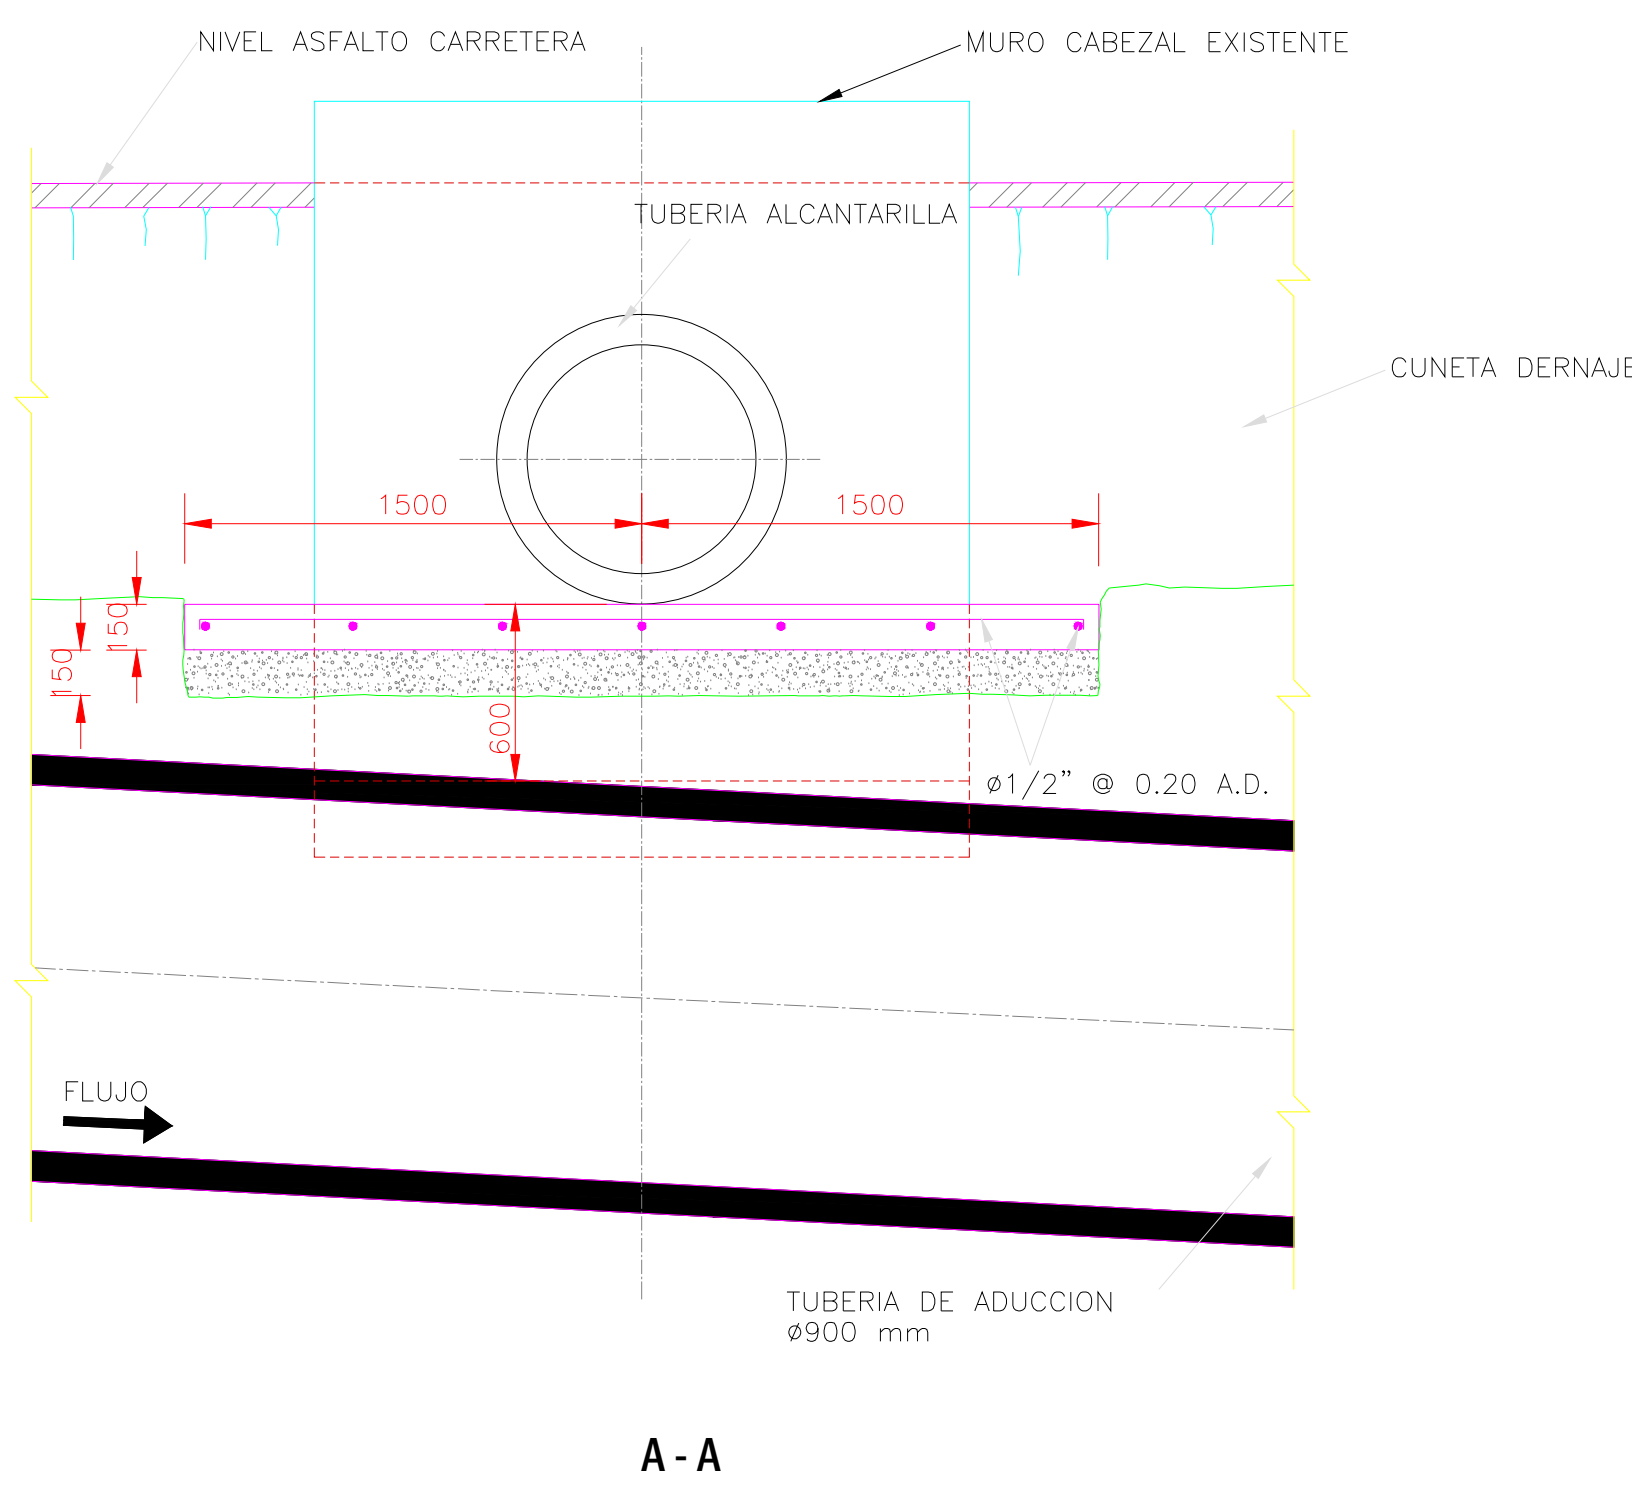 NIVEL ASFALTO CARRETERA
MURO CABEZAL EXISTENTE
TUBERIA ALCANTARILLA
CUNETA DERNAJE
1500
1500
150
150
600
ø1/2" @ 0.20 A.D.
FLUJO
TUBERIA DE ADUCCION
Ø900 mm
A-A